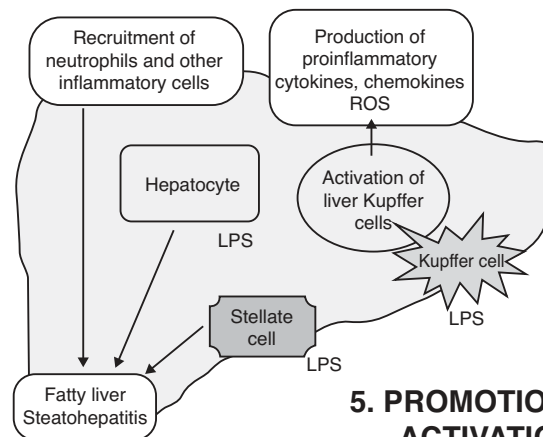 Recruitment of
neutrophils and other
inflammatory cells
Production of
proinflammatory
cytokines, chemokines
ROS
Hepatocyte
LPS
Activation of
liver Kupffer
cells
Kupffer cell
LPS
Stellate
cell
LPS
Fatty liver
Steatohepatitis
5. PROMOTIO
ACTIVATIO